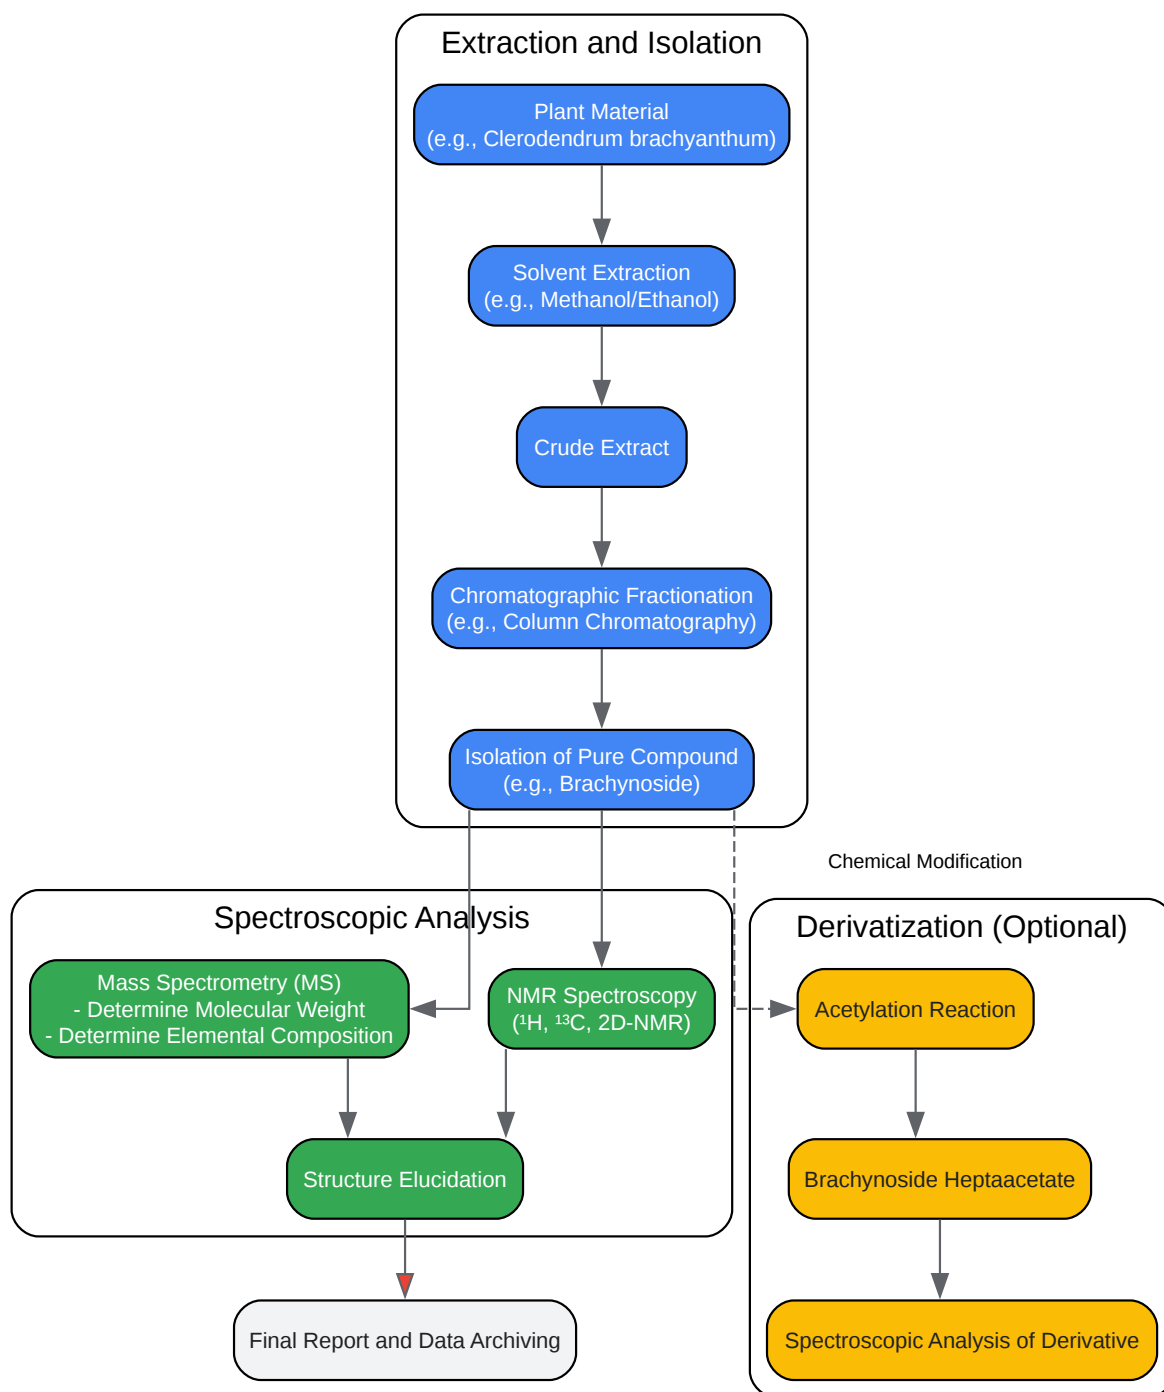 Extraction and Isolation
Plant Material
(e.g., Clerodendrum brachyanthum)
Solvent Extraction
(e.g., Methanol/Ethanol)
Crude Extract
Chromatographic Fractionation
(e.g., Column Chromatography)
Isolation of Pure Compound
(e.g., Brachynoside)
Chemical Modification
Spectroscopic Analysis
Mass Spectrometry (MS)
- Determine Molecular Weight
- Determine Elemental Composition
NMR Spectroscopy
(¹H, ¹³C, 2D-NMR)
Structure Elucidation
Final Report and Data Archiving
Derivatization (Optional)
Acetylation Reaction
Brachynoside Heptaacetate
Spectroscopic Analysis of Derivative